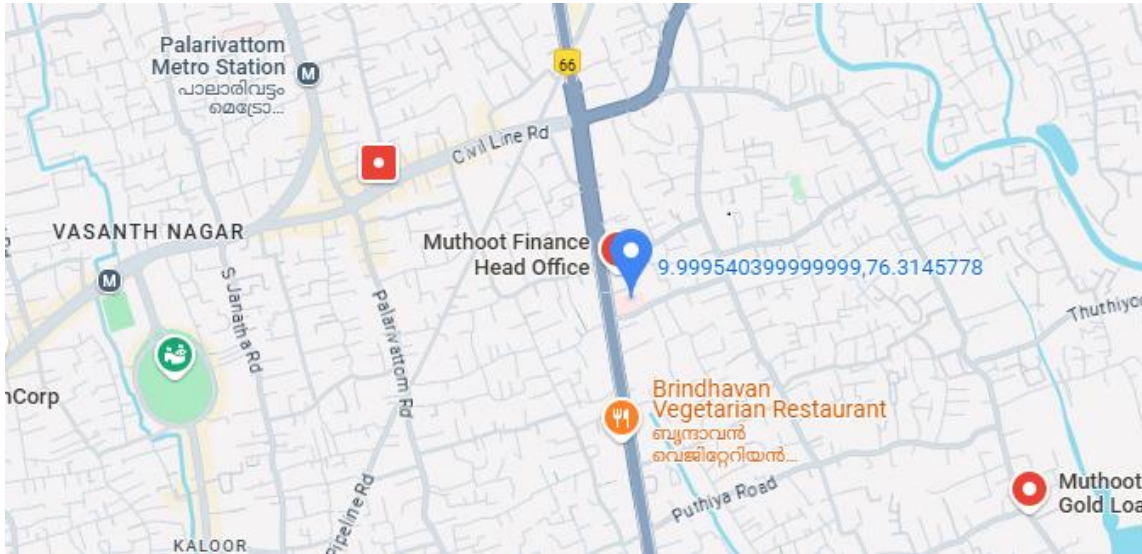 Palarivattom
Metro Station
പാലാരിവട്ടം
മെട്രോ...
M
66
Civil Line Rd
VASANTH NAGAR
Muthoot Finance
Head Office
9.999540399999999,76.3145778
M
S Janatha Rd
Palarivattom Rd
Thuthiyo
nCorp
Brindhavan
Vegetarian Restaurant
ബൃന്ദാവൻ
വെജിറ്റേറിയൻ...
Puthiya Road
Muthoot
Gold Loa
Pipeline Rd
KALOOR